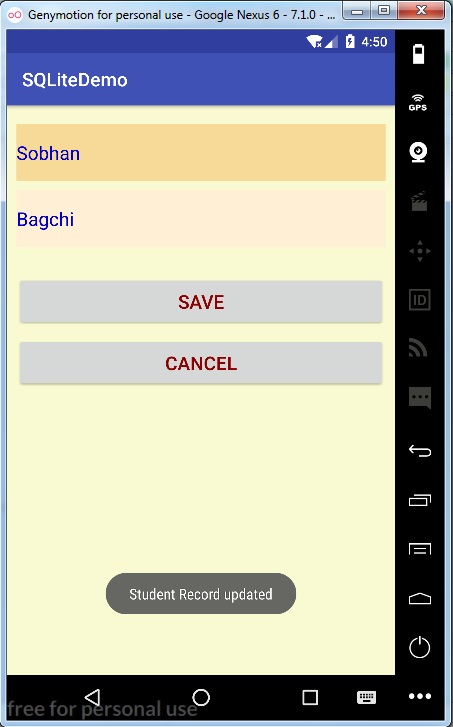 Genymotion for personal use - Google Nexus 6 - 7.1.0 - ...
4:50
SQLiteDemo
GPS
Sobhan
Bagchi
SAVE
ID
CANCEL
Student Record updated
free for personal use